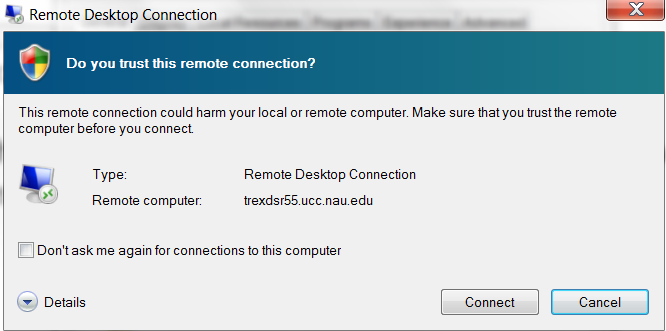 Remote Desktop Connection
Resources Programs Experience Advanced
Do you trust this remote connection?
This remote connection could harm your local or remote computer. Make sure that you trust the remote
computer before you connect.
Type: Remote Desktop Connection
Remote computer: trexdsr55.ucc.nau.edu
Don't ask me again for connections to this computer
Details Connect Cancel